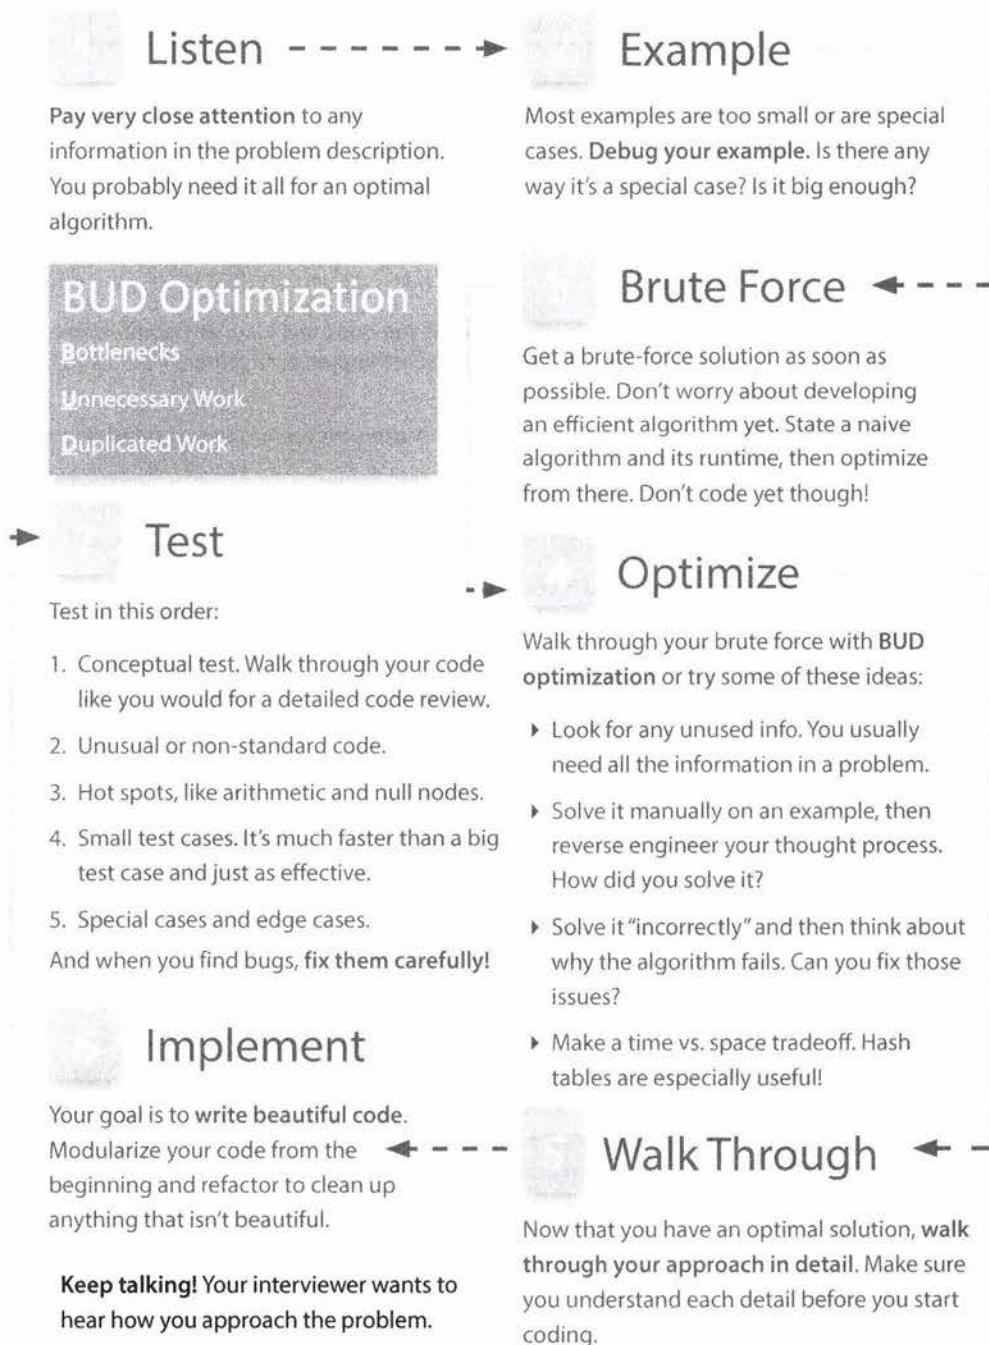 Listen
Pay very close attention to any
information in the problem description.
You probably need it all for an optimal
algorithm.
Example
Most examples are too small or are special
cases. Debug your example. Is there any
way it's a special case? Is it big enough?
BUD Optimization
Bottlenecks
Unnecessary Work
Duplicated Work
Brute Force
Get a brute-force solution as soon as
possible. Don't worry about developing
an efficient algorithm yet. State a naive
algorithm and its runtime, then optimize
from there. Don't code yet though!
Test
Test in this order:
1. Conceptual test. Walk through your code
like you would for a detailed code review.
2. Unusual or non-standard code.
3. Hot spots, like arithmetic and null nodes.
4. Small test cases. It's much faster than a big
test case and just as effective.
5. Special cases and edge cases.
And when you find bugs, fix them carefully!
Optimize
Walk through your brute force with BUD
optimization or try some of these ideas:
Look for any unused info. You usually
need all the information in a problem.
Solve it manually on an example, then
reverse engineer your thought process.
How did you solve it?
Solve it "incorrectly" and then think about
why the algorithm fails. Can you fix those
issues?
Make a time vs. space tradeoff. Hash
tables are especially useful!
Implement
Your goal is to write beautiful code.
Modularize your code from the
beginning and refactor to clean up
anything that isn't beautiful.
Keep talking! Your interviewer wants to
hear how you approach the problem.
5
Walk Through
Now that you have an optimal solution, walk
through your approach in detail. Make sure
you understand each detail before you start
coding.